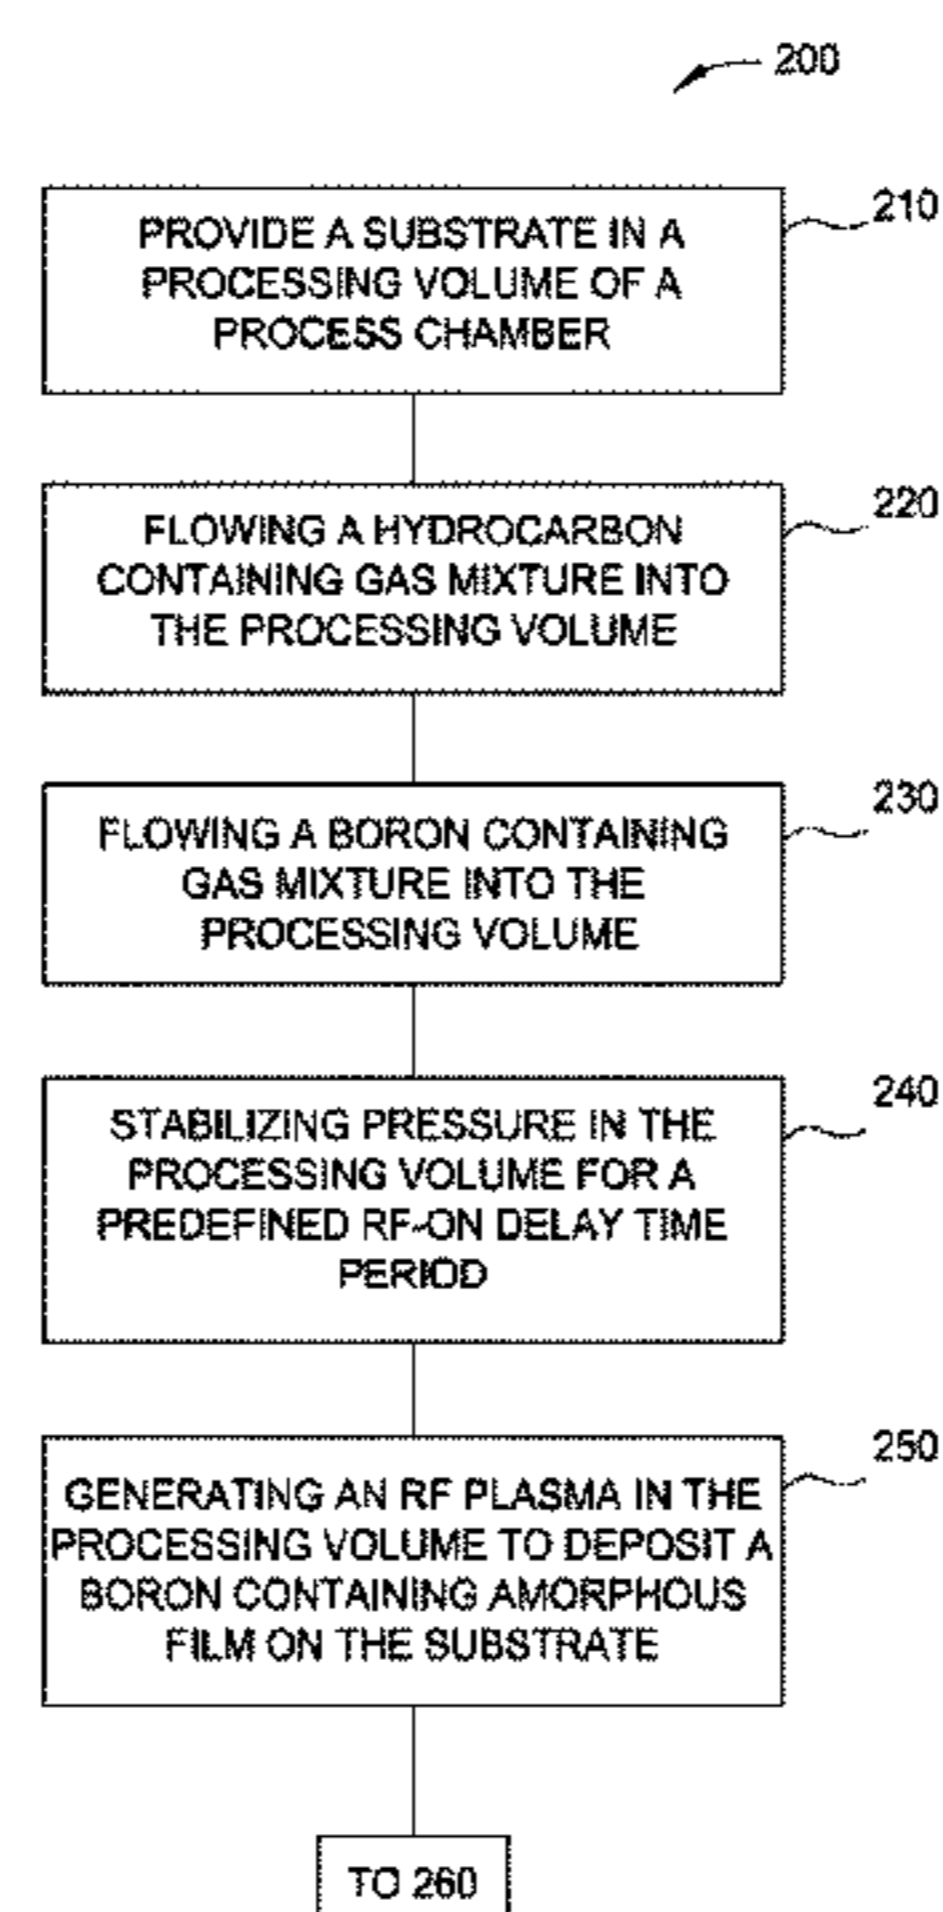 200
210
PROVIDE A SUBSTRATE IN A
PROCESSING VOLUME OF A
PROCESS CHAMBER
220
FLOWING A HYDROCARBON
CONTAINING GAS MIXTURE INTO
THE PROCESSING VOLUME
230
FLOWING A BORON CONTAINING
GAS MIXTURE INTO THE
PROCESSING VOLUME
240
STABILIZING PRESSURE IN THE
PROCESSING VOLUME FOR A
PREDEFINED RF-ON DELAY TIME
PERIOD
250
GENERATING AN RF PLASMA IN THE
PROCESSING VOLUME TO DEPOSIT A
BORON CONTAINING AMORPHOUS
FILM ON THE SUBSTRATE
TO 260